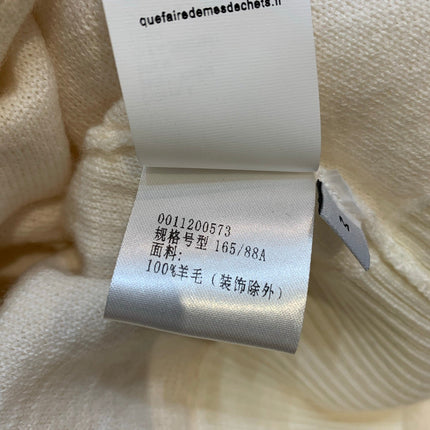 quefairedemesdechets.fr
0011200573
规格号型 165/88A
面料:
100%羊毛 (装饰除外)
M